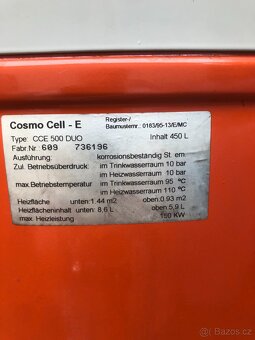 Cosmo Cell - E
Register-/
Baumusternr.: 0183/95-13/E/MC
Type: CCE 500 DUO Inhalt 450 L
Fabr.Nr: 609 736196
Ausführung: korrosionsbeständig St. em.
Zul. Betriebsüberdruck: im Trinkwasserraum 10 bar
im Heizwasserraum 10 bar
max.Betriebstemperatur im Trinkwasserraum 95 °C
im Heizwasserraum 110 °C
Heizfläche unten:1.44 m2 oben:0.93 m2
Heizflächeninhalt unten: 8,6 L oben:5,9 L
max. Heizleistung 160 KW
bazos.cz